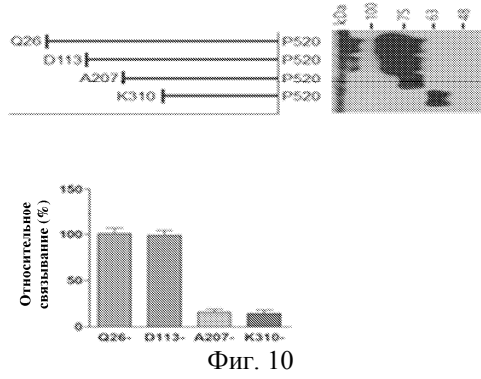 Q26 P520
D113 P520
A207 P520
K310 P520
kDa 100 75 63 48
150
100
50
0
Относительное связывание (%)
Q26- D113- A207- K310-
Фиг. 10